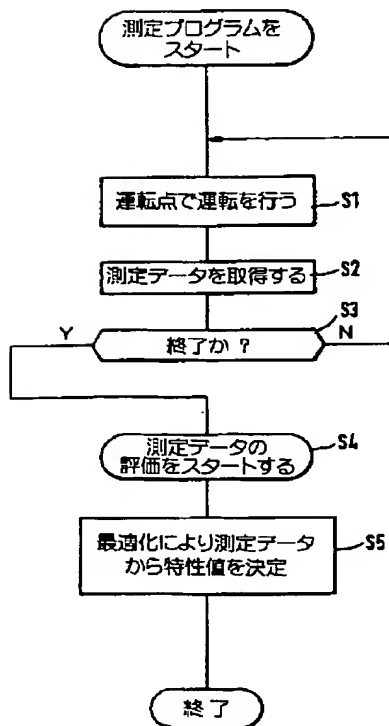 測定プログラムを
スタート
運転点で運転を行う
S1
測定データを取得する
S2
S3
Y
終了か?
N
測定データの
評価をスタートする
S4
最適化により測定データ
から特性値を決定
S5
終了